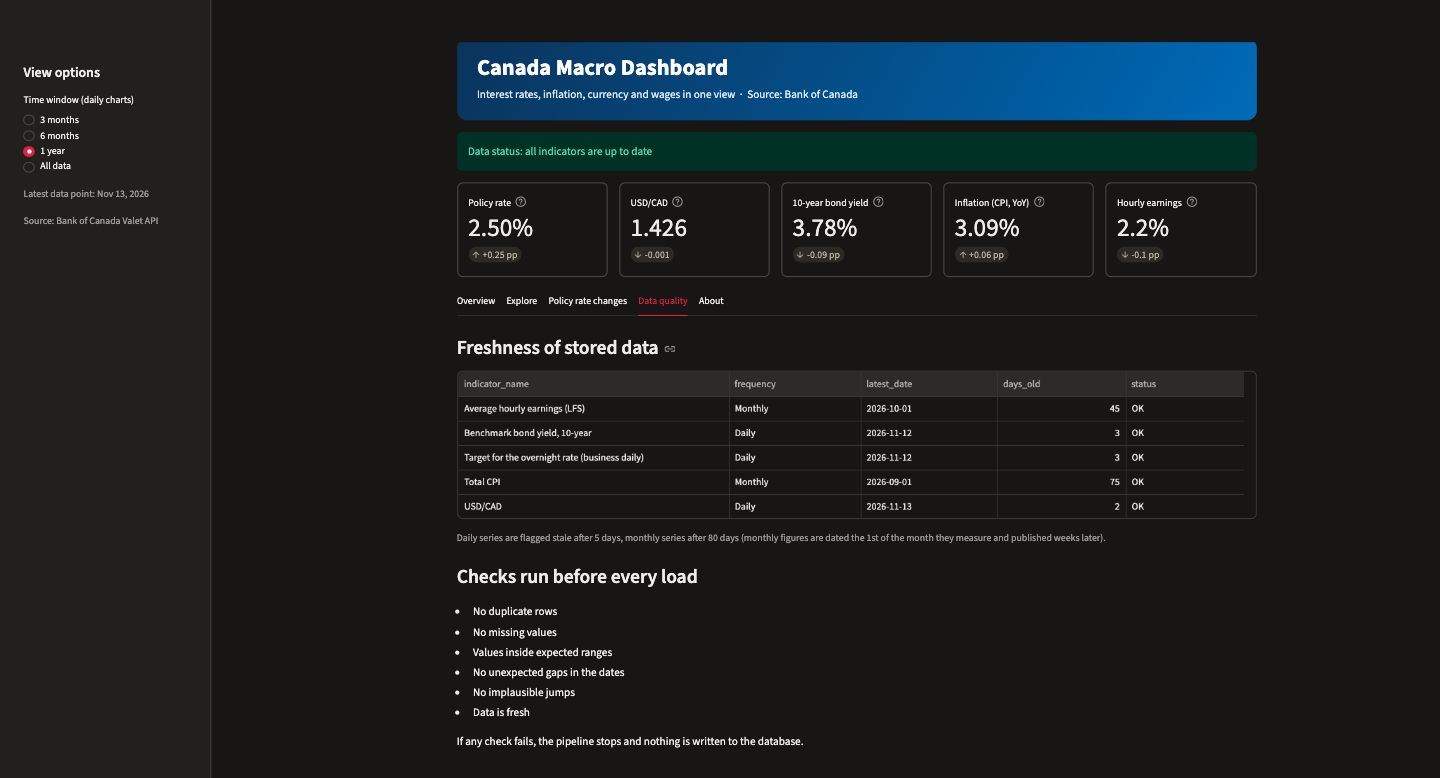 View options
Time window (daily charts)
3 months
6 months
1 year
All data
Latest data point: Nov 13, 2026
Source: Bank of Canada Valet API
Canada Macro Dashboard
Interest rates, inflation, currency and wages in one view · Source: Bank of Canada
Data status: all indicators are up to date
Policy rate
2.50%
↑ +0.25 pp
USD/CAD
1.426
↓ -0.001
10-year bond yield
3.78%
↓ -0.09 pp
Inflation (CPI, YoY)
3.09%
↑ +0.06 pp
Hourly earnings
2.2%
↓ -0.1 pp
Overview Explore Policy rate changes Data quality About
Freshness of stored data
indicator_name frequency latest_date days_old status
Average hourly earnings (LFS) Monthly 2026-10-01 45 OK
Benchmark bond yield, 10-year Daily 2026-11-12 3 OK
Target for the overnight rate (business daily) Daily 2026-11-12 3 OK
Total CPI Monthly 2026-09-01 75 OK
USD/CAD Daily 2026-11-13 2 OK
Daily series are flagged stale after 5 days, monthly series after 80 days (monthly figures are dated the 1st of the month they measure and published weeks later).
Checks run before every load
• No duplicate rows
• No missing values
• Values inside expected ranges
• No unexpected gaps in the dates
• No implausible jumps
• Data is fresh
If any check fails, the pipeline stops and nothing is written to the database.